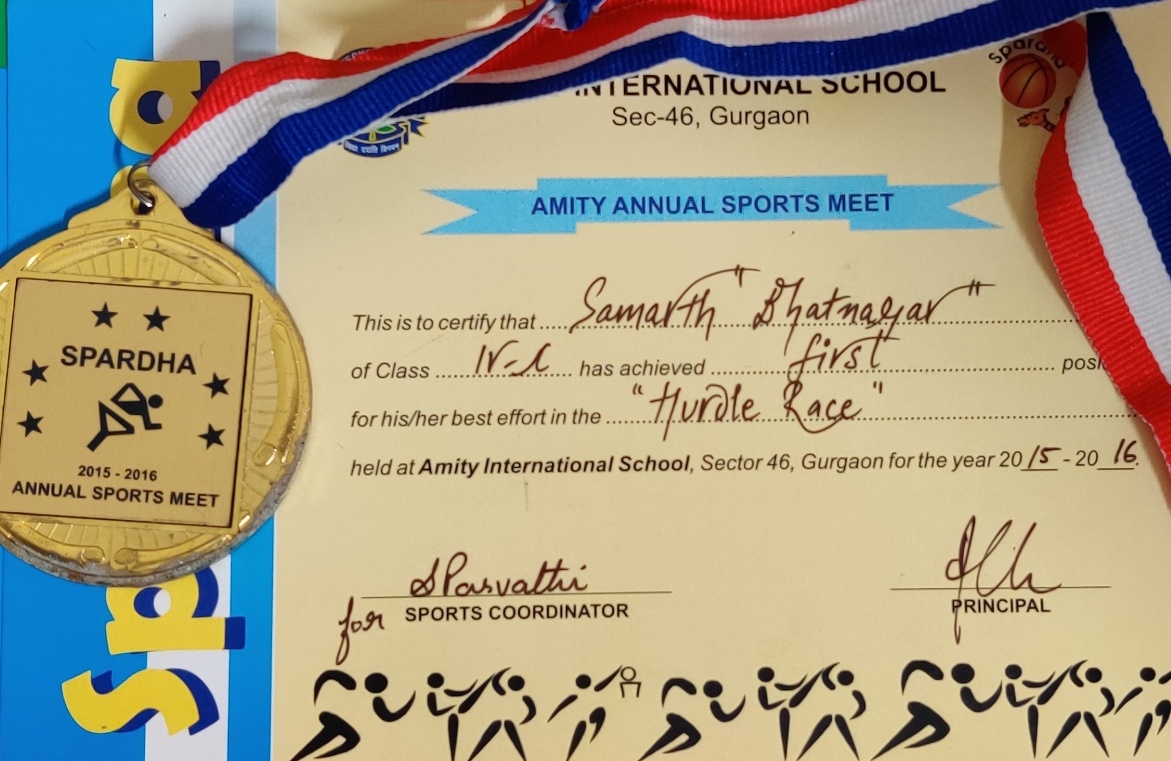 INTERNATIONAL SCHOOL
Sec-46, Gurgaon
AMITY ANNUAL SPORTS MEET
This is to certify that Samarth "Bhatnagar"
of Class IV-C has achieved first
for his/her best effort in the "Hurdle Race"
held at Amity International School, Sector 46, Gurgaon for the year 2015 - 2016.
SPARDHA
2015 - 2016
ANNUAL SPORTS MEET
SParvathi
for SPORTS COORDINATOR
PRINCIPAL
Sp
a